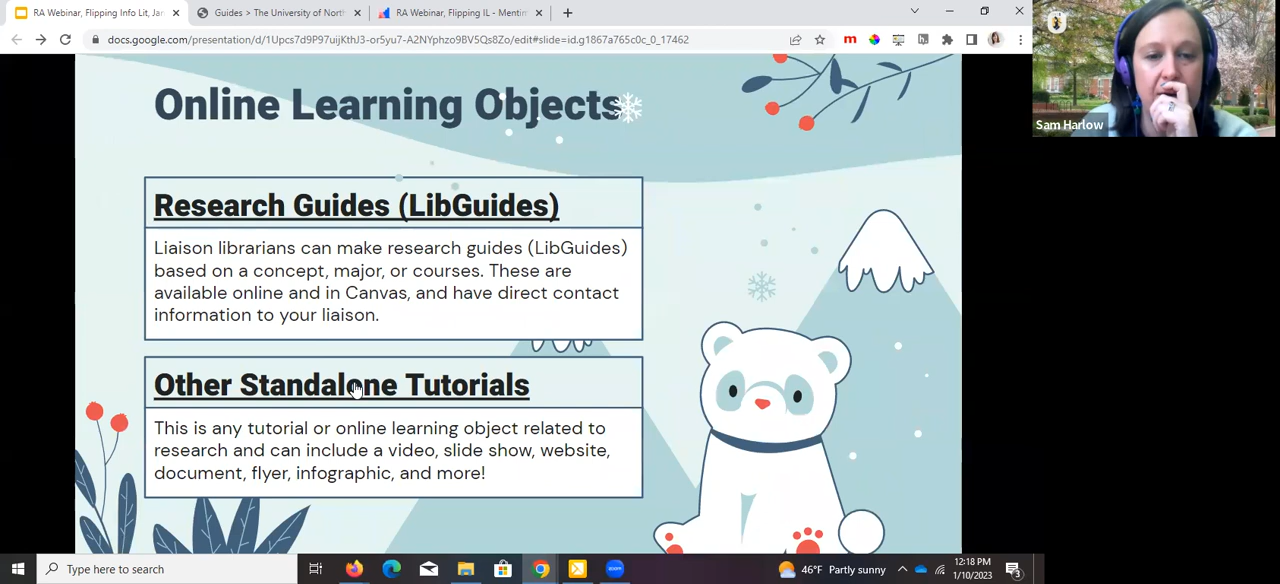 RA Webinar, Flipping Info Lit, Jan
Guides > The University of North
RA Webinar, Flipping IL - Mentim
docs.google.com/presentation/d/1Upcs7d9P97uijKthJ3-or5yu7-A2NYphzo9BV5Qs8Zo/edit#slide=id.g1867a765c0c_0_17462
Sam Harlow
Online Learning Objects
Research Guides (LibGuides)
Liaison librarians can make research guides (LibGuides)
based on a concept, major, or courses. These are
available online and in Canvas, and have direct contact
information to your liaison.
Other Standalone Tutorials
This is any tutorial or online learning object related to
research and can include a video, slide show, website,
document, flyer, infographic, and more!
Type here to search
zoom
46°F Partly sunny
12:18 PM
1/10/2023
3